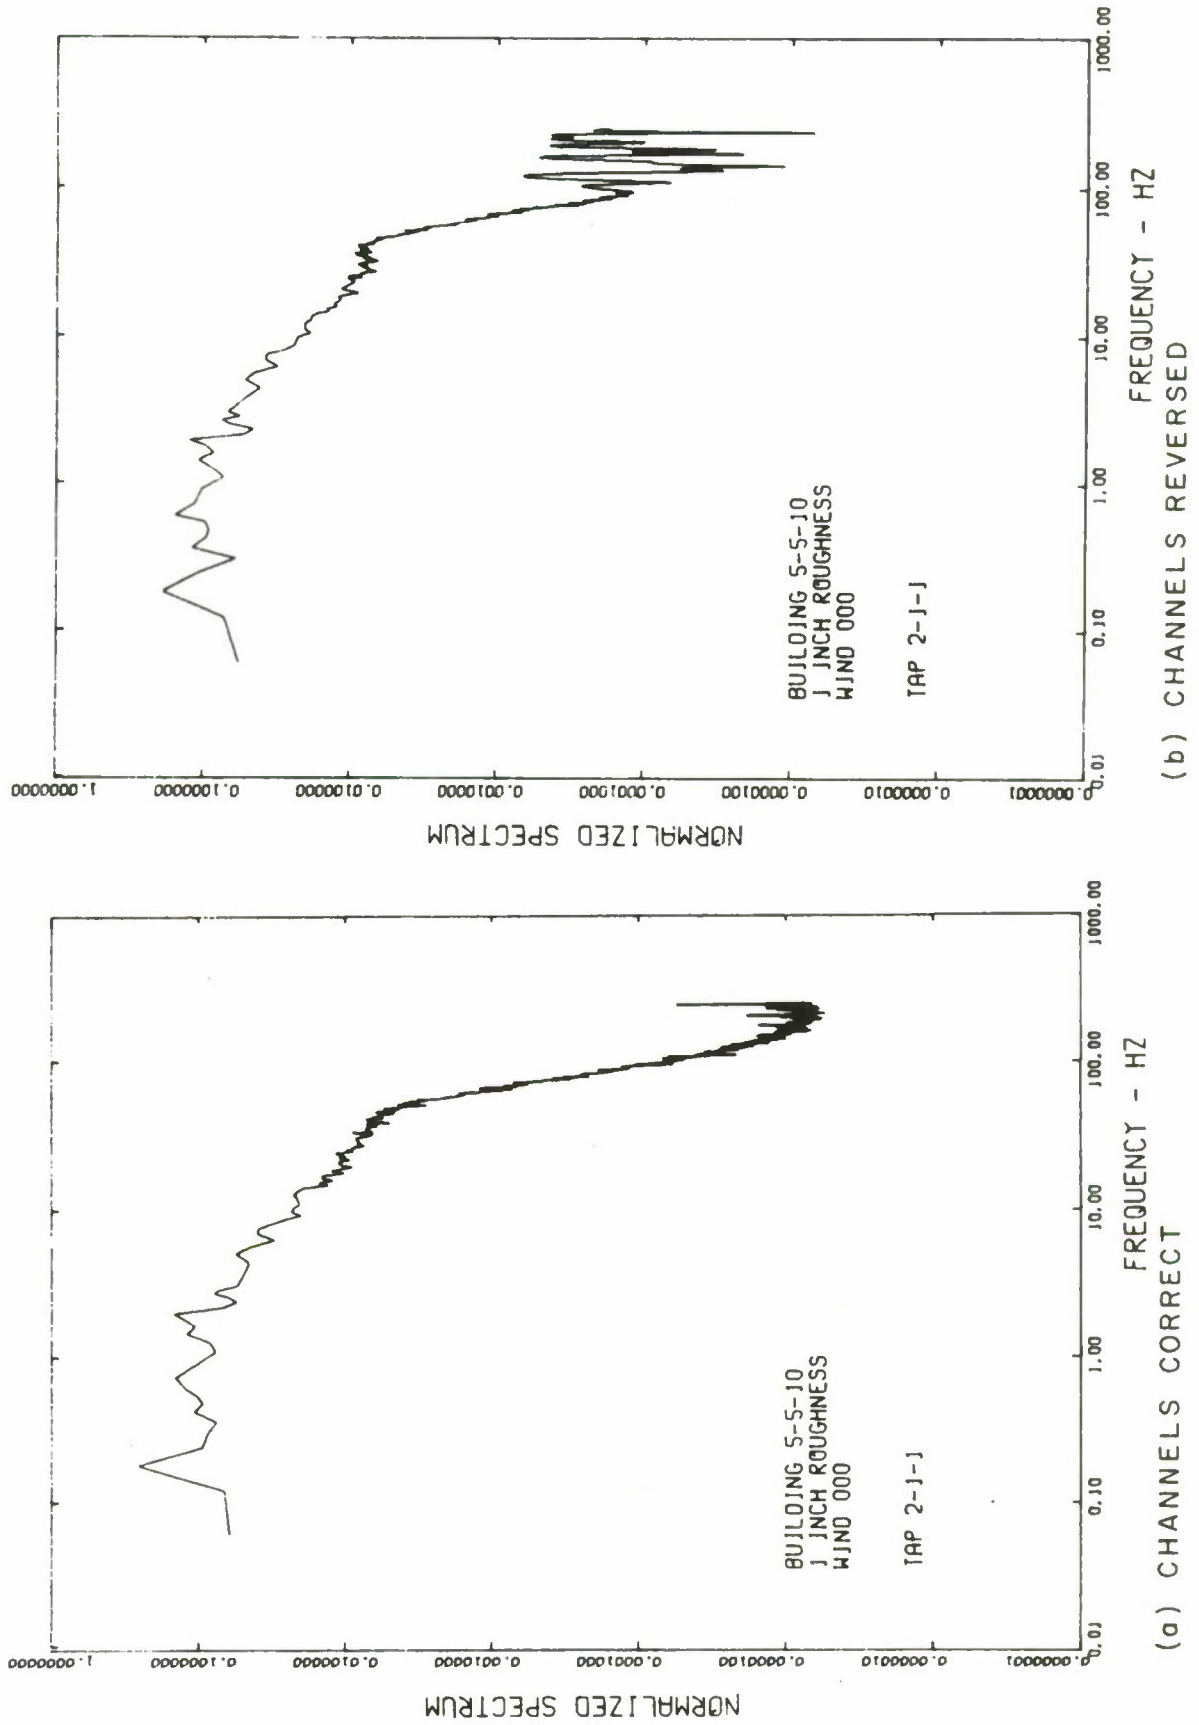 1.0000000
0.1000000
0.0100000
0.0010000
0.0001000
0.0000100
0.0000010
0.0000001
NORMALIZED SPECTRUM
BUILDING 5-5-10
1 INCH ROUGHNESS
WIND 000
TAP 2-1-1
0.01
0.10
1.00
10.00
100.00
1000.00
FREQUENCY - HZ
(a) CHANNELS CORRECT
1.0000000
0.1000000
0.0100000
0.0010000
0.0001000
0.0000100
0.0000010
0.0000001
NORMALIZED SPECTRUM
BUILDING 5-5-10
1 INCH ROUGHNESS
WIND 000
TAP 2-1-1
0.01
0.10
1.00
10.00
100.00
1000.00
FREQUENCY - HZ
(b) CHANNELS REVERSED